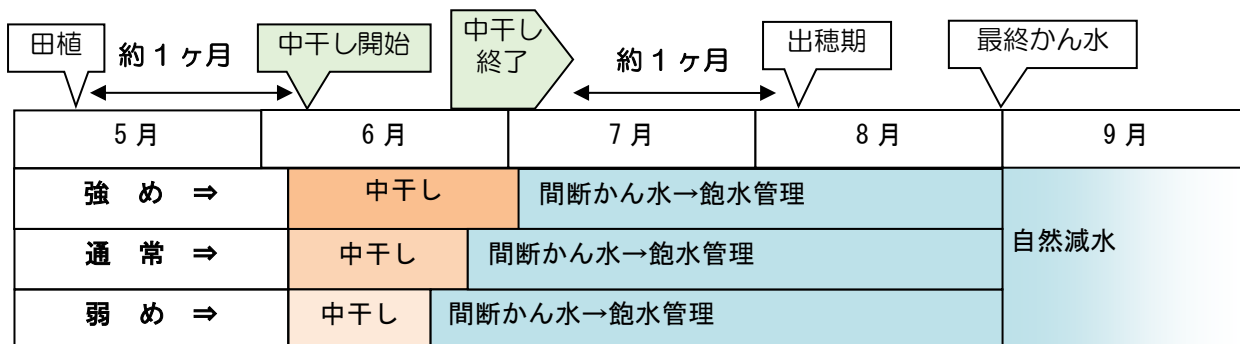 田植
約1ヶ月
中干し開始
中干し
終了
約1ヶ月
出穂期
最終かん水
5月
6月
7月
8月
9月
強 め ⇒
中干し
間断かん水→飽水管理
通 常 ⇒
中干し
間断かん水→飽水管理
自然減水
弱 め ⇒
中干し
間断かん水→飽水管理